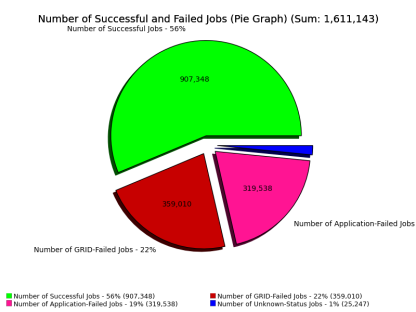 Number of Successful and Failed Jobs (Pie Graph) (Sum: 1,611,143)
Number of Successful Jobs - 56%
907,348
319,538
359,010
Number of Application-Failed Jobs
Number of GRID-Failed Jobs - 22%
Number of Successful Jobs - 56% (907,348)
Number of GRID-Failed Jobs - 22% (359,010)
Number of Application-Failed Jobs - 19% (319,538)
Number of Unknown-Status Jobs - 1% (25,247)